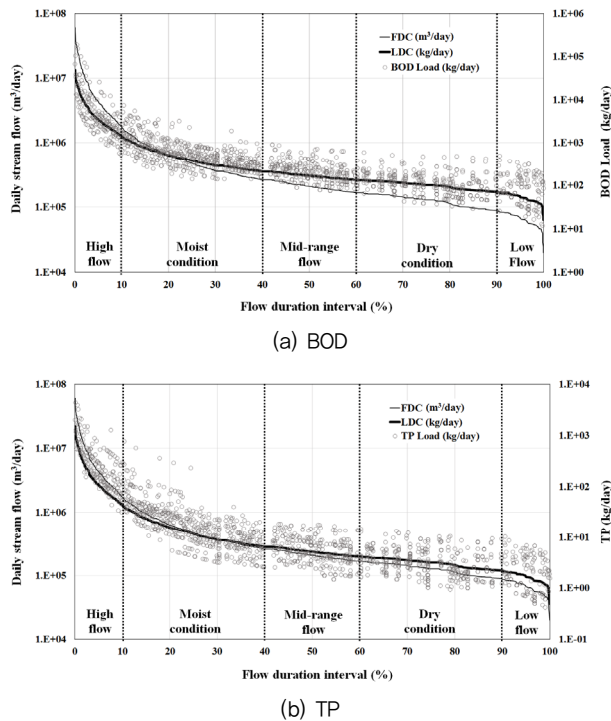 1.E+08
1.E+07
1.E+06
1.E+05
1.E+04
Daily stream flow (m³/day)
FDC (m³/day)
LDC (kg/day)
BOD Load (kg/day)
1.E+06
1.E+05
1.E+04
1.E+03
1.E+02
1.E+01
1.E+00
BOD Load (kg/day)
High flow
Moist condition
Mid-range flow
Dry condition
Low Flow
0 10 20 30 40 50 60 70 80 90 100
Flow duration interval (%)
(a) BOD
1.E+08
1.E+07
1.E+06
1.E+05
1.E+04
Daily stream flow (m³/day)
FDC (m³/day)
LDC (kg/day)
TP Load (kg/day)
1.E+04
1.E+03
1.E+02
1.E+01
1.E+00
1.E-01
TP (kg/day)
High flow
Moist condition
Mid-range flow
Dry condition
Low flow
0 10 20 30 40 50 60 70 80 90 100
Flow duration interval (%)
(b) TP